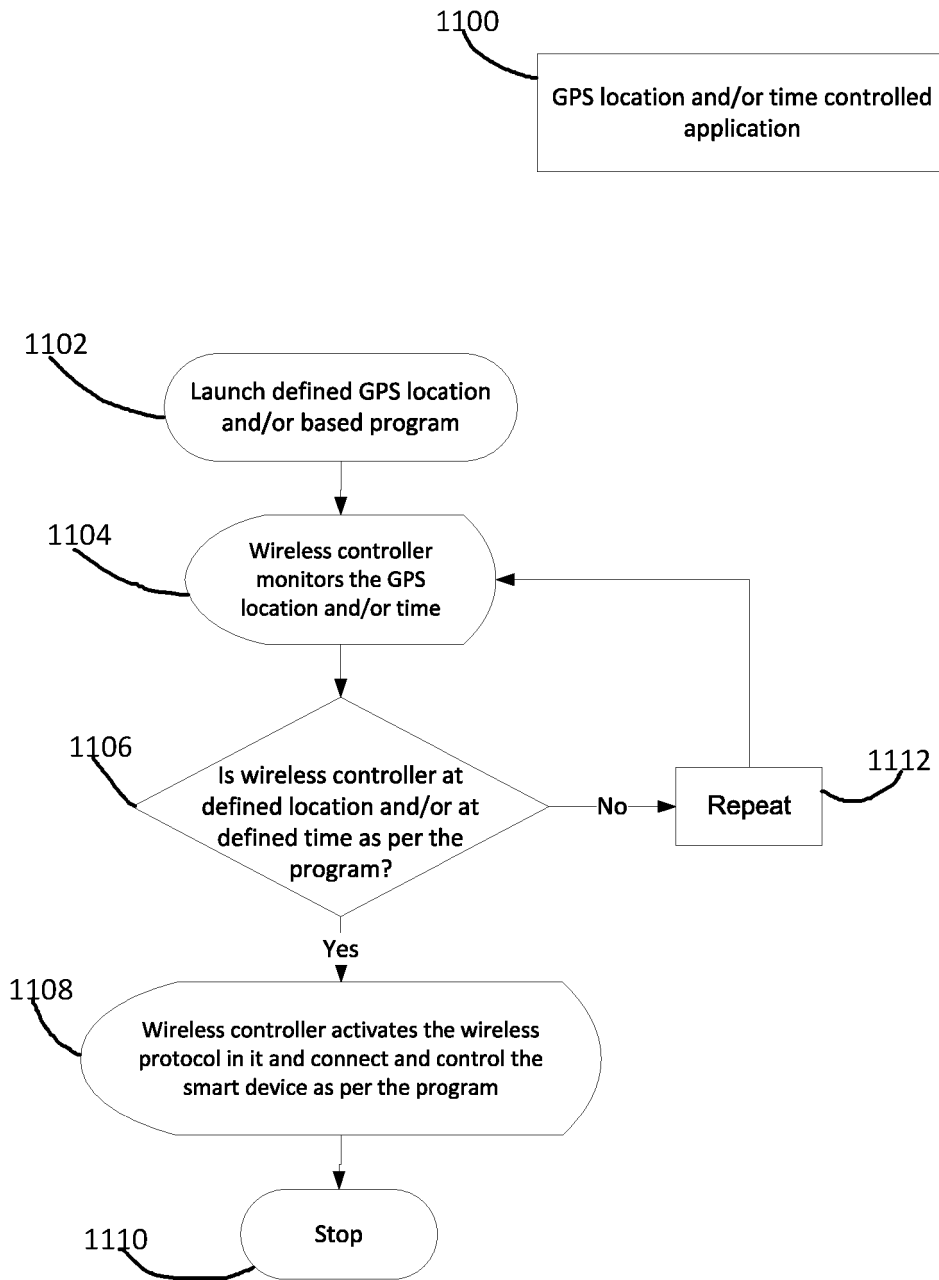 1100
GPS location and/or time controlled
application
1102
Launch defined GPS location
and/or based program
1104
Wireless controller
monitors the GPS
location and/or time
1106
Is wireless controller at
defined location and/or at
defined time as per the
program?
No
Repeat
1112
Yes
1108
Wireless controller activates the wireless
protocol in it and connect and control the
smart device as per the program
Stop
1110